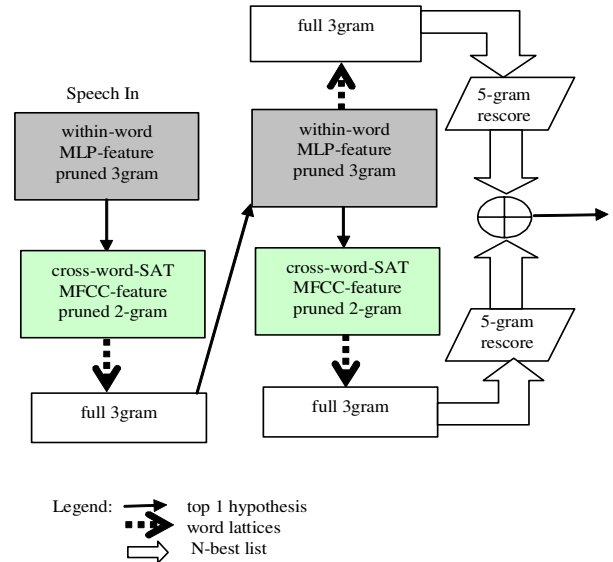 Speech In
within-word
MLP-feature
pruned 3gram
cross-word-SAT
MFCC-feature
pruned 2-gram
full 3gram
full 3gram
within-word
MLP-feature
pruned 3gram
cross-word-SAT
MFCC-feature
pruned 2-gram
full 3gram
5-gram
rescore
5-gram
rescore
Legend:
top 1 hypothesis
word lattices
N-best list